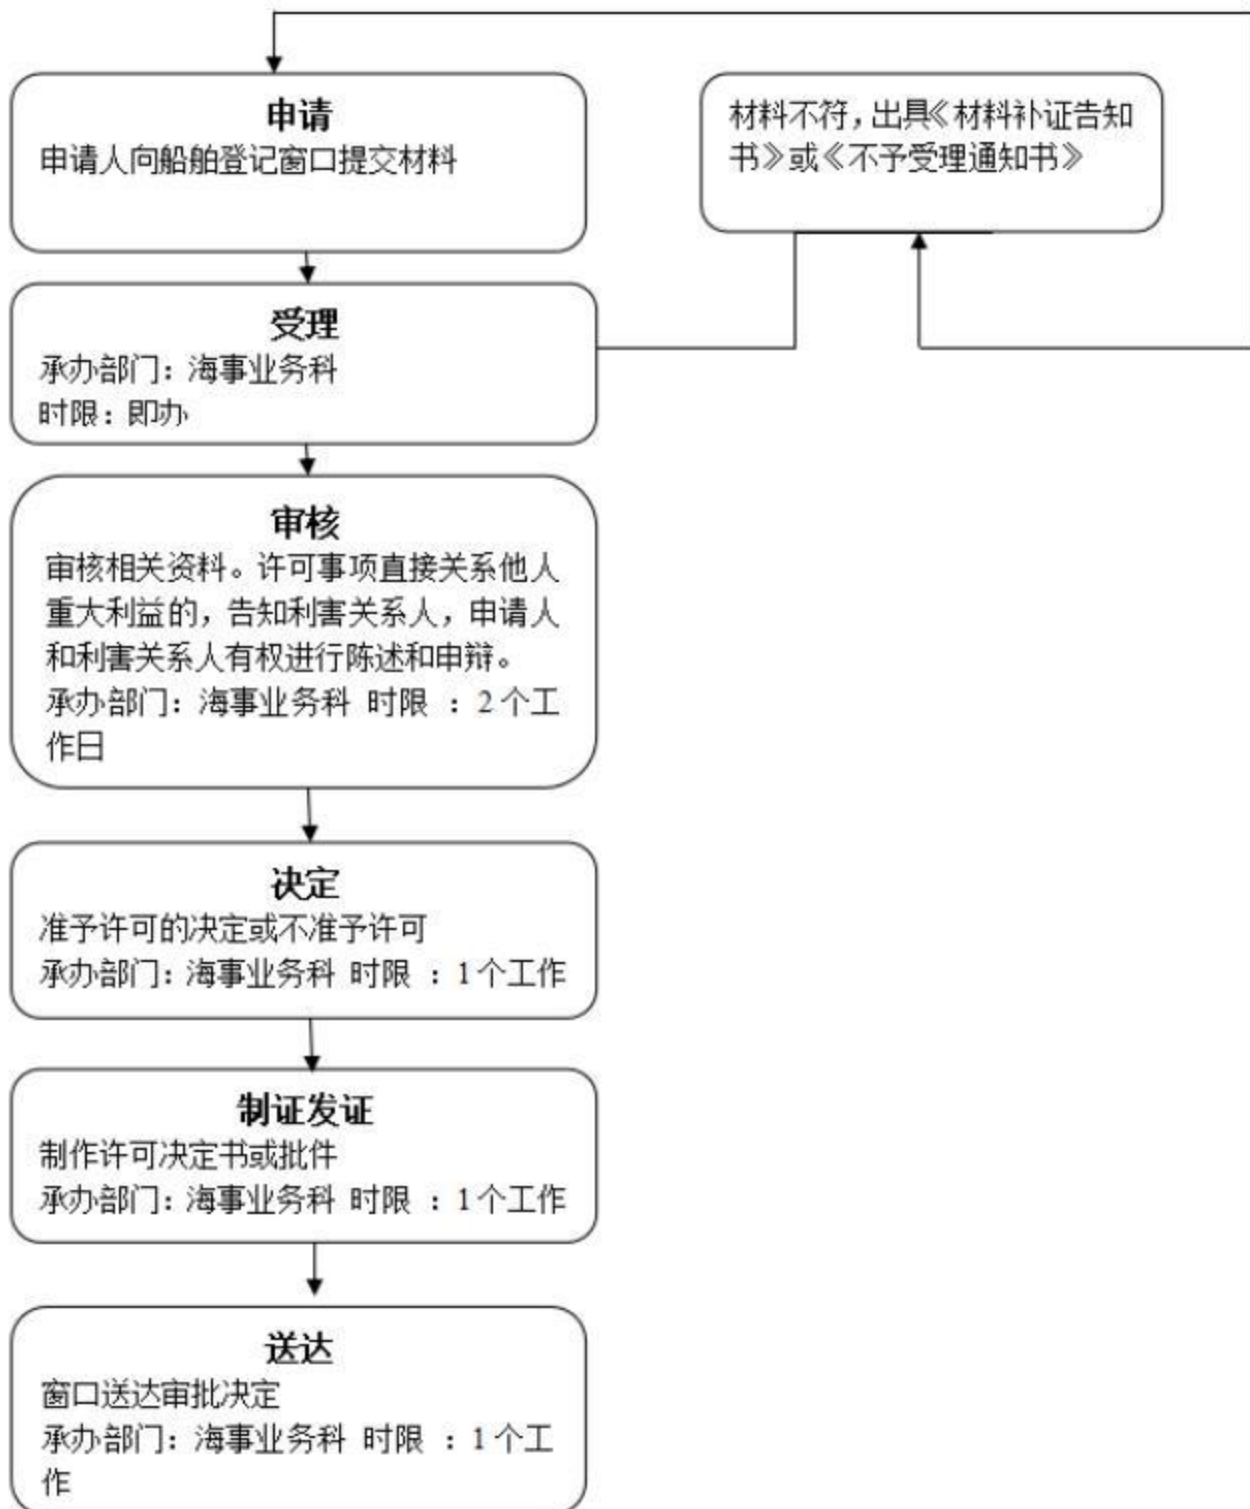 申请
申请人向船舶登记窗口提交材料
材料不符，出具《材料补证告知
书》或《不予受理通知书》
受理
承办部门：海事业务科
时限：即办
审核
审核相关资料。许可事项直接关系他人
重大利益的，告知利害关系人，申请人
和利害关系人有权进行陈述和申辩。
承办部门：海事业务科 时限 ：2个工
作日
决定
准予许可的决定或不准予许可
承办部门：海事业务科 时限 ：1个工作
制证发证
制作许可决定书或批件
承办部门：海事业务科 时限 ：1个工作
送达
窗口送达审批决定
承办部门：海事业务科 时限 ：1个工
作